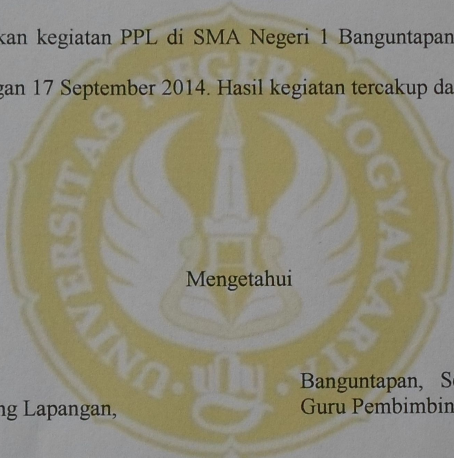 kan kegiatan PPL di SMA Negeri 1 Banguntapan
gan 17 September 2014. Hasil kegiatan tercakup da
UNIVERSITAS NEGERI YOGYAKARTA
Mengetahui
Banguntapan, S
ng Lapangan, Guru Pembimbin